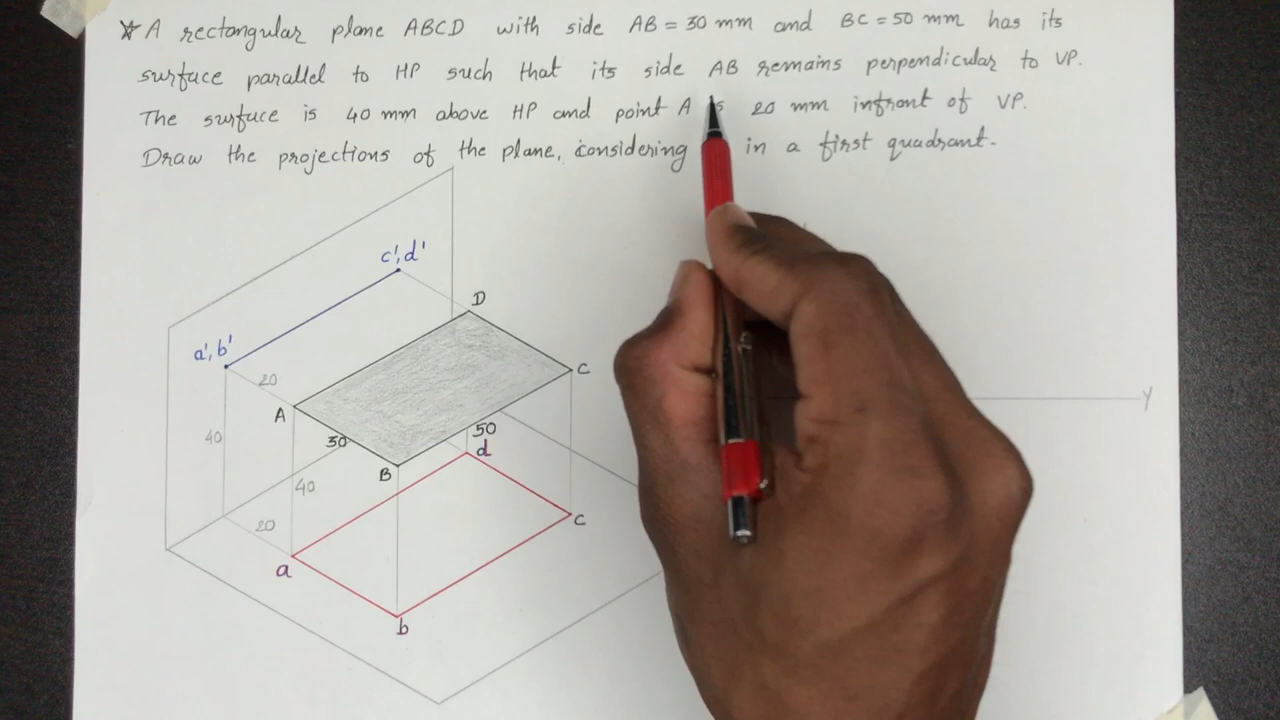 ☆ A rectangular plane ABCD with side AB = 30 mm and BC = 50 mm has its
surface parallel to HP such that its side AB remains perpendicular to VP.
The surface is 40 mm above HP and point A is 20 mm infront of VP.
Draw the projections of the plane, considering in a first quadrant.
c',d'
D
a',b'
20
A
C
40
30
50
Y
B
d
40
20
c
a
b